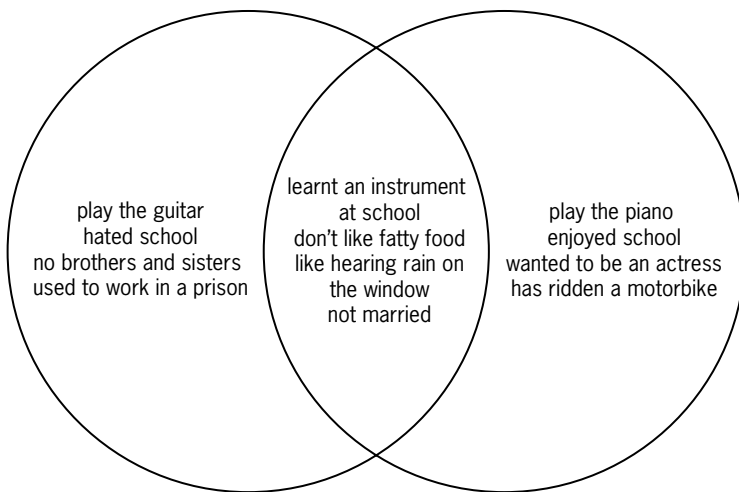 play the guitar
hated school
no brothers and sisters
used to work in a prison
learnt an instrument
at school
don't like fatty food
like hearing rain on
the window
not married
play the piano
enjoyed school
wanted to be an actress
has ridden a motorbike